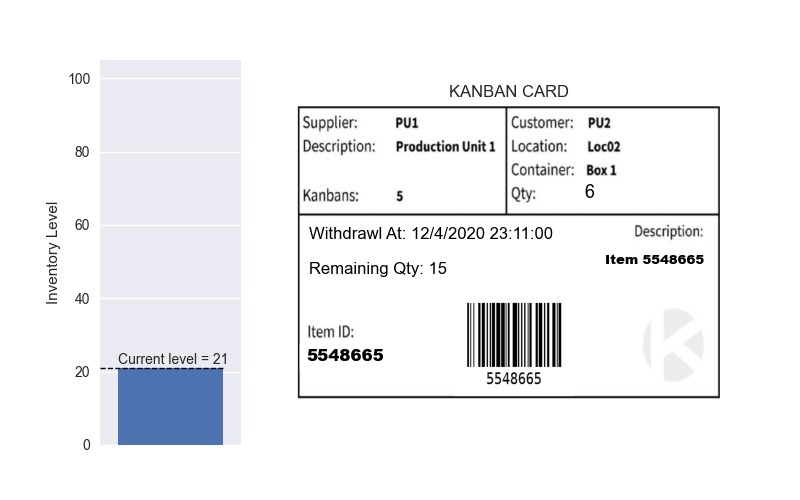 100
80
60
40
20
0
Inventory Level
Current level = 21
KANBAN CARD
Supplier: PU1
Description: Production Unit 1
Kanbans: 5
Customer: PU2
Location: Loc02
Container: Box 1
Qty: 6
Withdrawl At: 12/4/2020 23:11:00
Remaining Qty: 15
Description:
Item 5548665
Item ID:
5548665
5548665
K